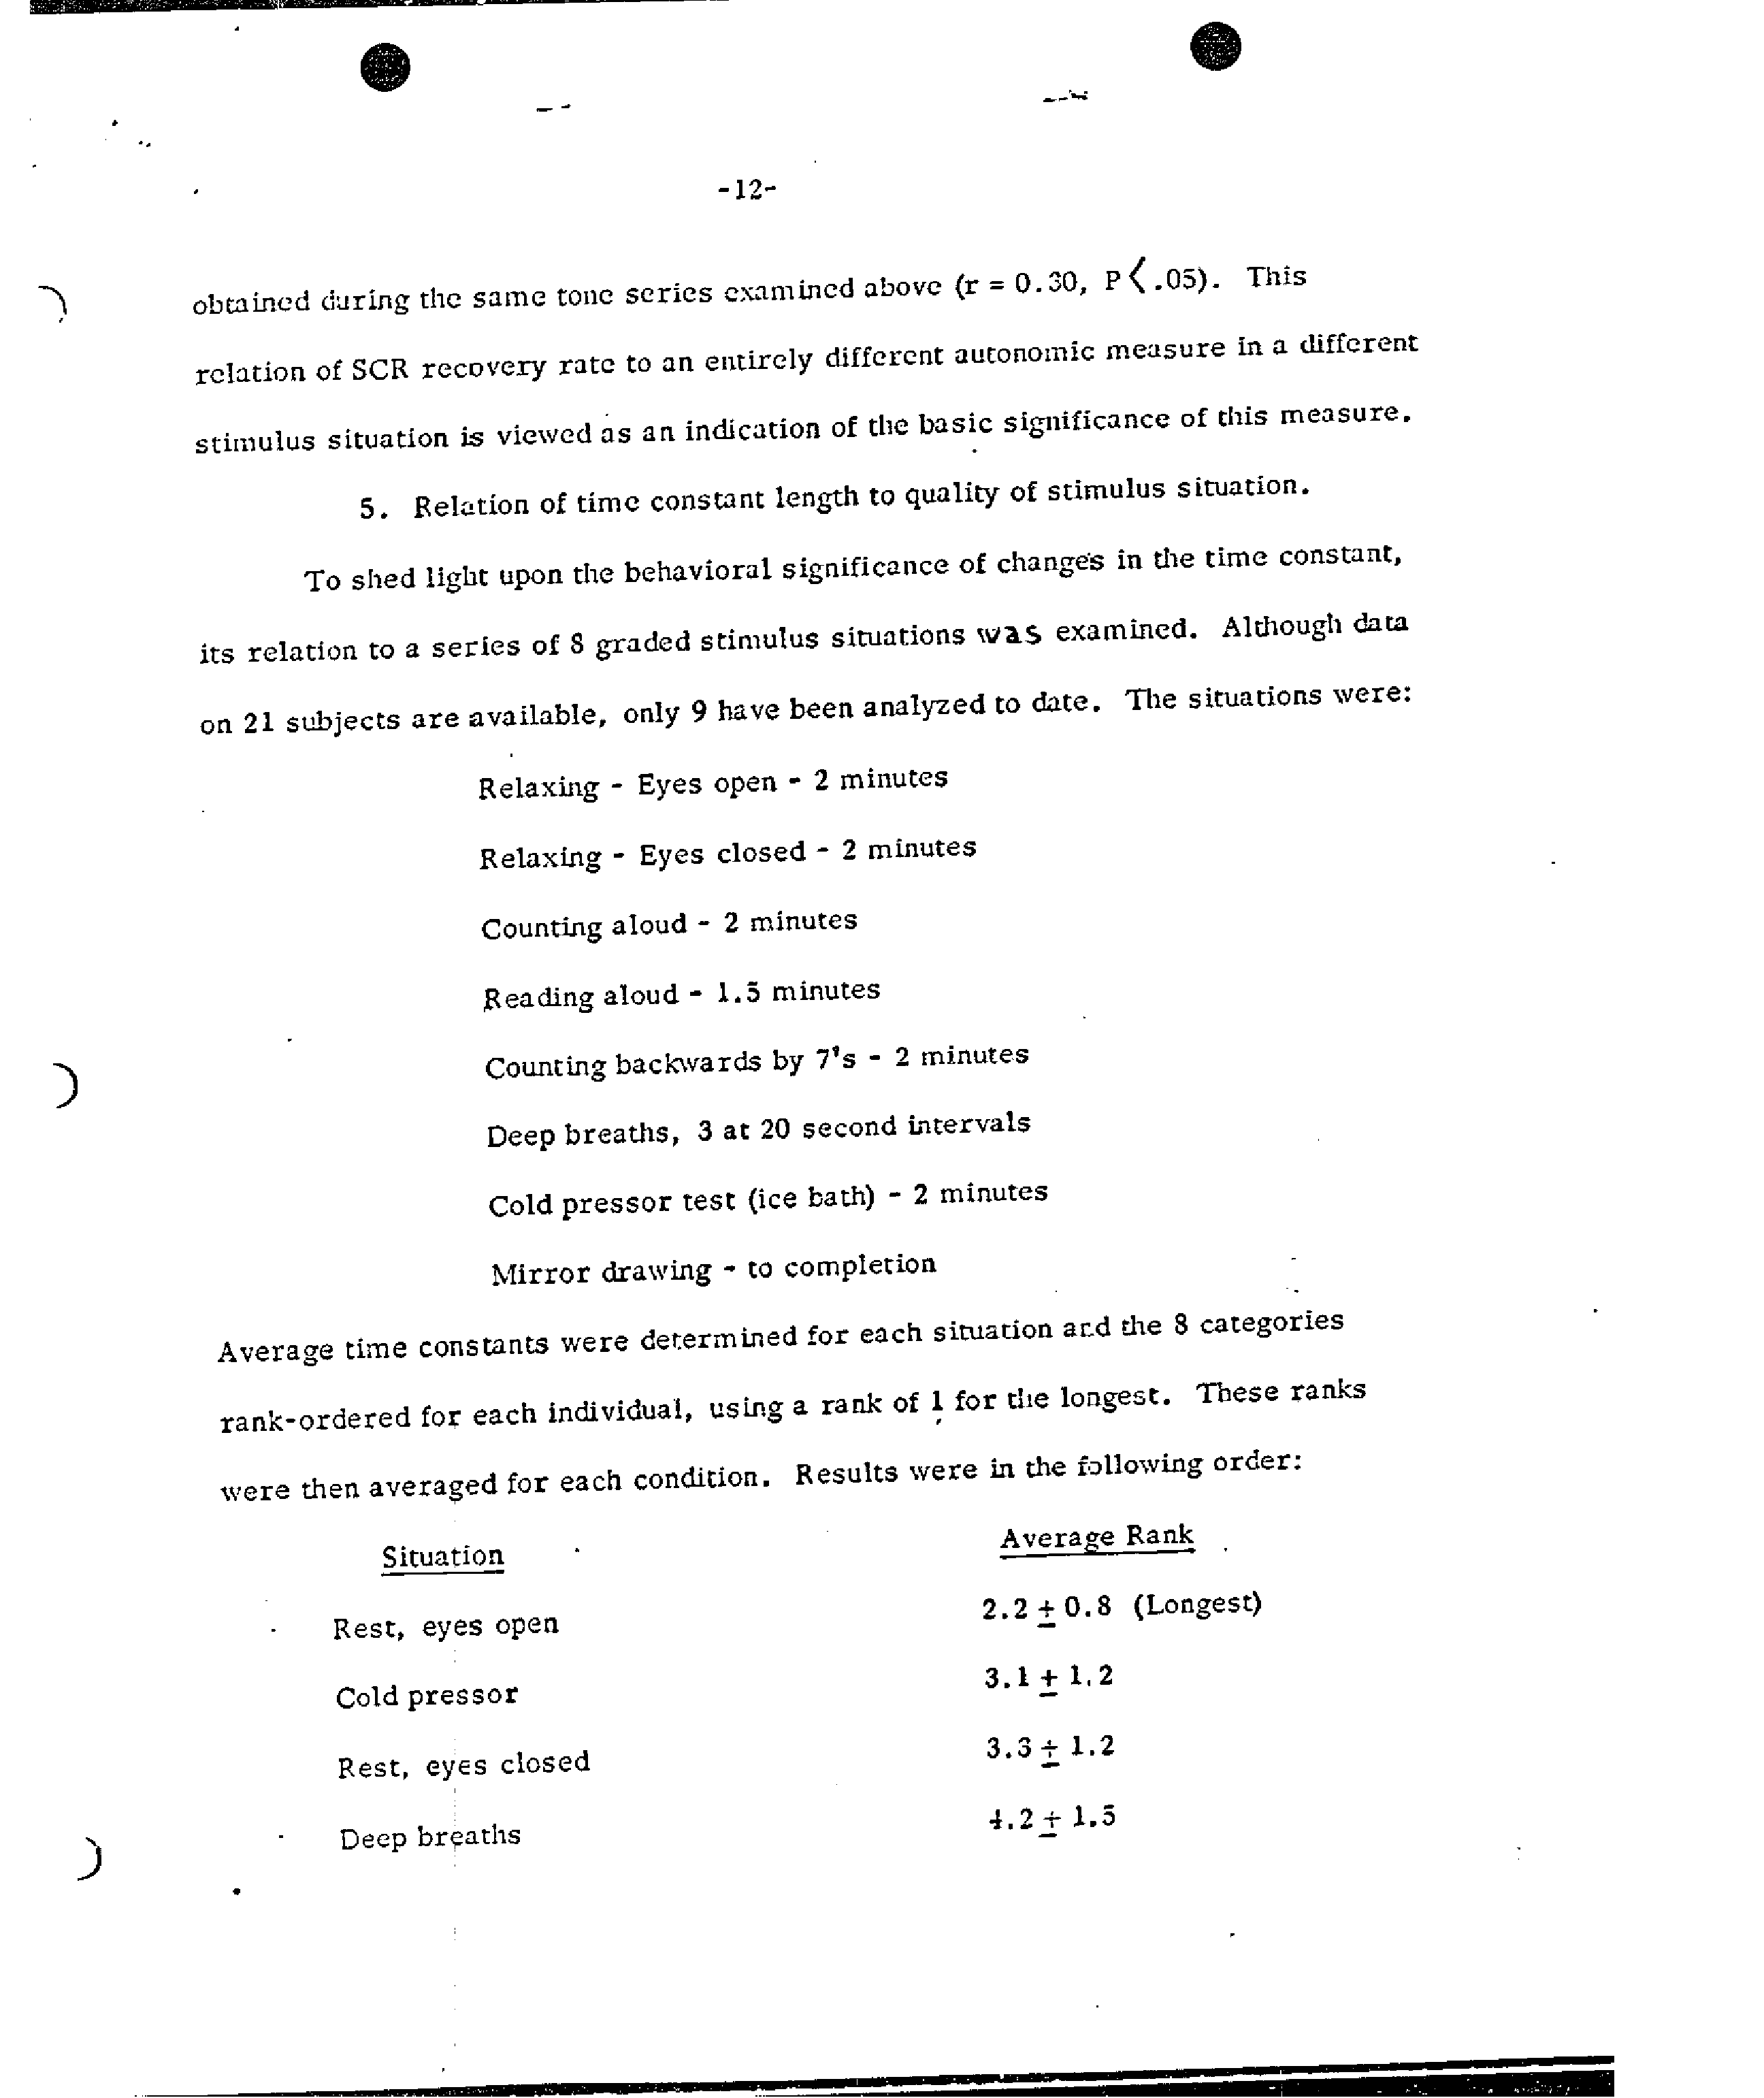 -12-
obtained during the same tone series examined above (r = 0.30, P < .05). This
relation of SCR recovery rate to an entirely different autonomic measure in a different
stimulus situation is viewed as an indication of the basic significance of this measure.
5. Relation of time constant length to quality of stimulus situation.
To shed light upon the behavioral significance of changes in the time constant,
its relation to a series of 8 graded stimulus situations was examined. Although data
on 21 subjects are available, only 9 have been analyzed to date. The situations were:
Relaxing - Eyes open - 2 minutes
Relaxing - Eyes closed - 2 minutes
Counting aloud - 2 minutes
Reading aloud - 1.5 minutes
Counting backwards by 7's - 2 minutes
Deep breaths, 3 at 20 second intervals
Cold pressor test (ice bath) - 2 minutes
Mirror drawing - to completion
Average time constants were determined for each situation and the 8 categories
rank-ordered for each individual, using a rank of 1 for the longest. These ranks
were then averaged for each condition. Results were in the following order:
Situation Average Rank
Rest, eyes open 2.2 ± 0.8 (Longest)
Cold pressor 3.1 ± 1.2
Rest, eyes closed 3.3 ± 1.2
Deep breaths 4.2 ± 1.5